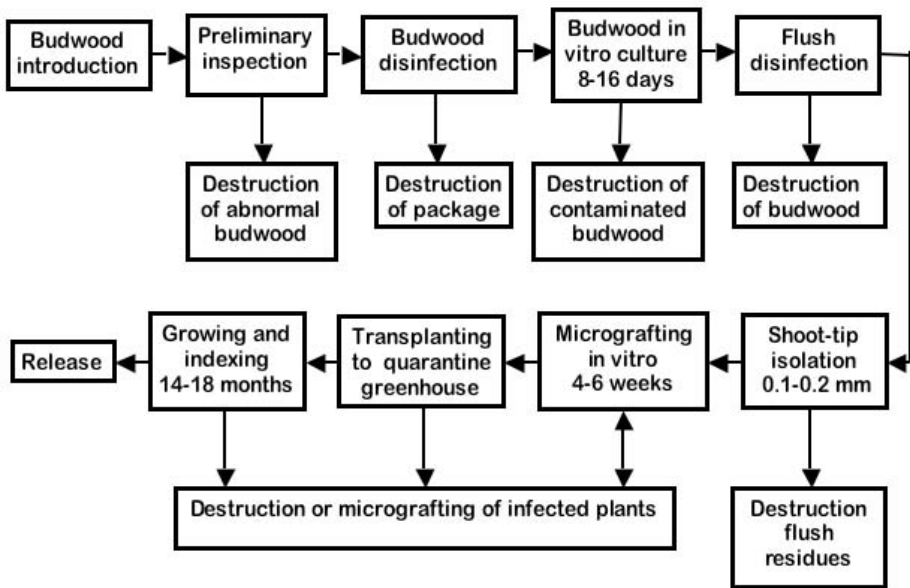 Budwood
introduction
Preliminary
inspection
Budwood
disinfection
Budwood in
vitro culture
8-16 days
Flush
disinfection
Destruction
of abnormal
budwood
Destruction
of package
Destruction of
contaminated
budwood
Destruction
of budwood
Release
Growing and
indexing
14-18 months
Transplanting
to quarantine
greenhouse
Micrografting
in vitro
4-6 weeks
Shoot-tip
isolation
0.1-0.2 mm
Destruction or micrografting of infected plants
Destruction
flush
residues